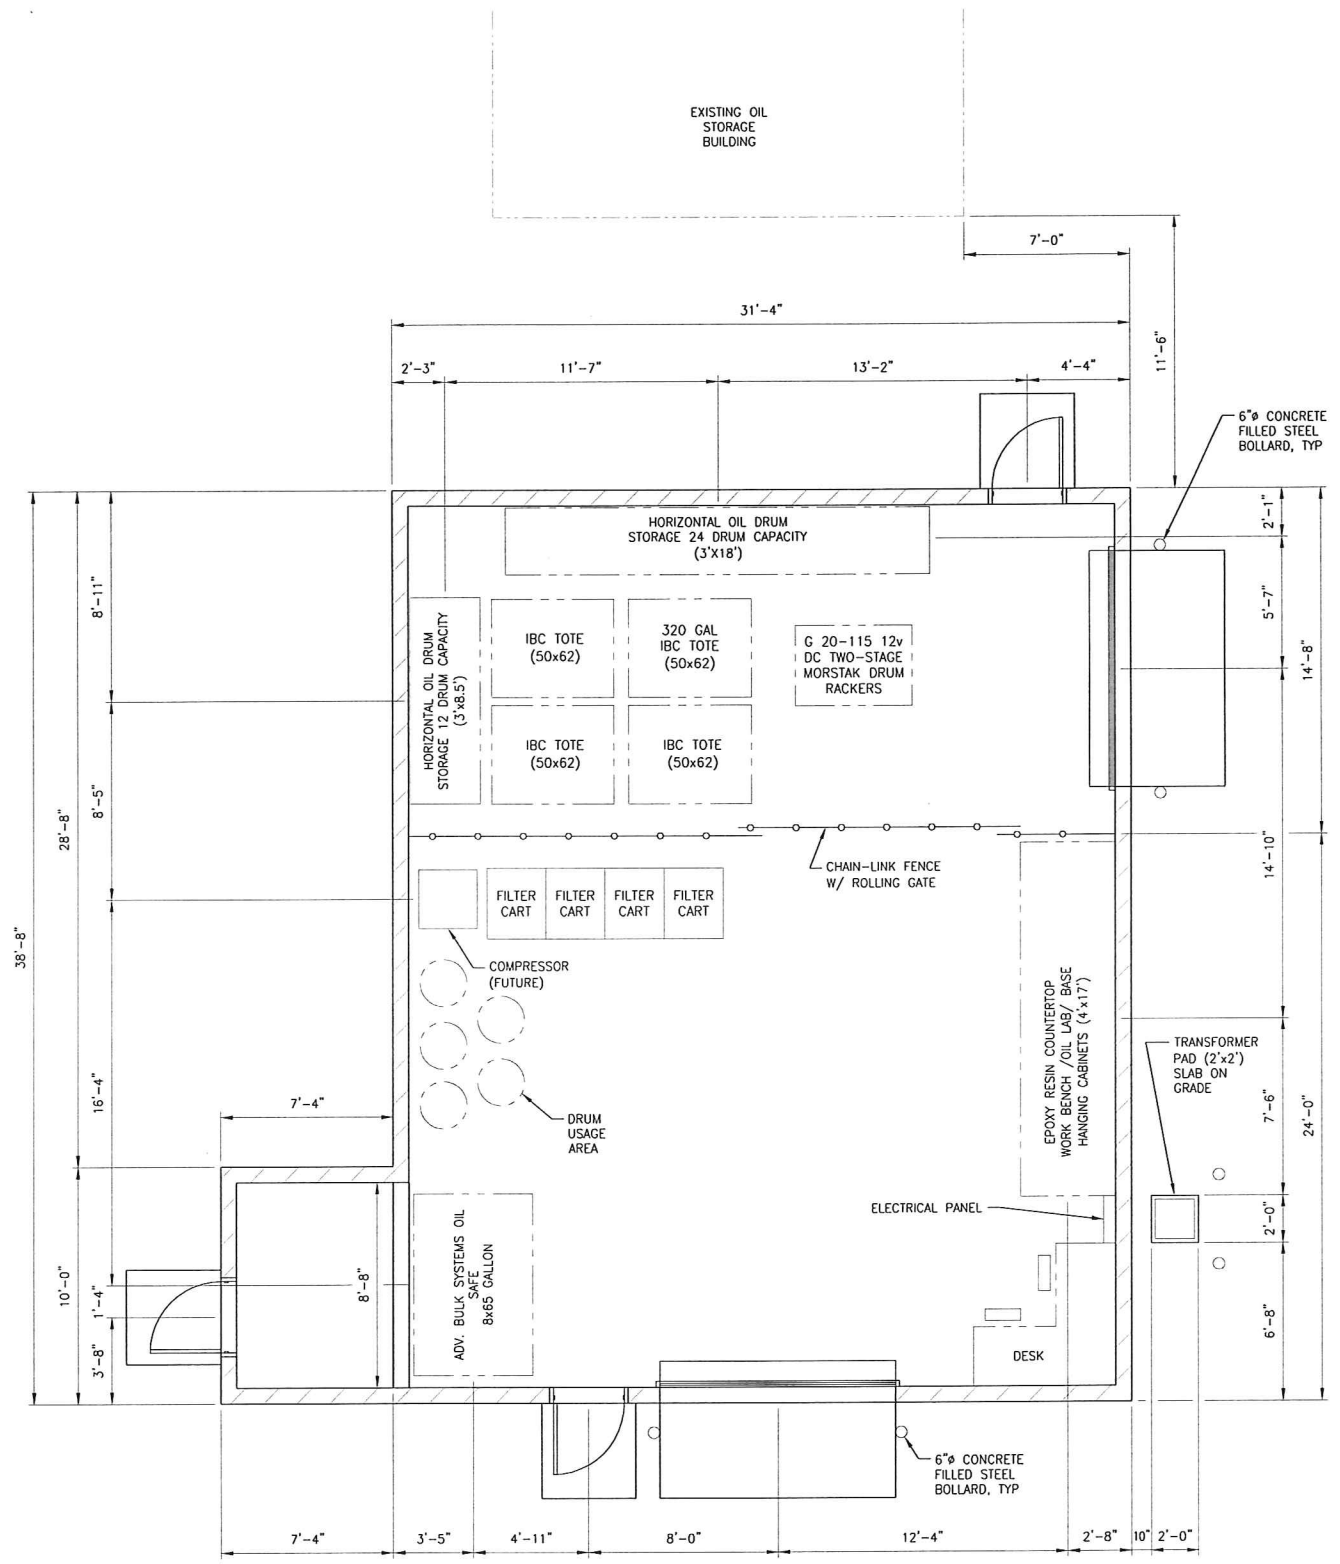 EXISTING OIL
STORAGE
BUILDING
7'-0"
31'-4"
11'-6"
2'-3"
11'-7"
13'-2"
4'-4"
6"ø CONCRETE
FILLED STEEL
BOLLARD, TYP
HORIZONTAL OIL DRUM
STORAGE 24 DRUM CAPACITY
(3'X18')
2'-1"
8'-11"
5'-7"
HORIZONTAL OIL DRUM
STORAGE 12 DRUM CAPACITY
(3'x8.5')
IBC TOTE
(50x62)
320 GAL
IBC TOTE
(50x62)
G 20-115 12v
DC TWO-STAGE
MORSTAK DRUM
RACKERS
14'-8"
IBC TOTE
(50x62)
IBC TOTE
(50x62)
8'-5"
28'-8"
38'-8"
CHAIN-LINK FENCE
W/ ROLLING GATE
14'-10"
FILTER
CART
FILTER
CART
FILTER
CART
FILTER
CART
COMPRESSOR
(FUTURE)
EPOXY RESIN COUNTERTOP
WORK BENCH /OIL LAB/ BASE
HANGING CABINETS (4'x17')
TRANSFORMER
PAD (2'x2')
SLAB ON
GRADE
16'-4"
7'-4"
DRUM
USAGE
AREA
7'-6"
24'-0"
ELECTRICAL PANEL
2'-0"
ADV. BULK SYSTEMS OIL
SAFE
8x65 GALLON
8'-8"
10'-0"
1'-4"
3'-8"
6'-8"
DESK
6"ø CONCRETE
FILLED STEEL
BOLLARD, TYP
7'-4"
3'-5"
4'-11"
8'-0"
12'-4"
2'-8"
10"
2'-0"